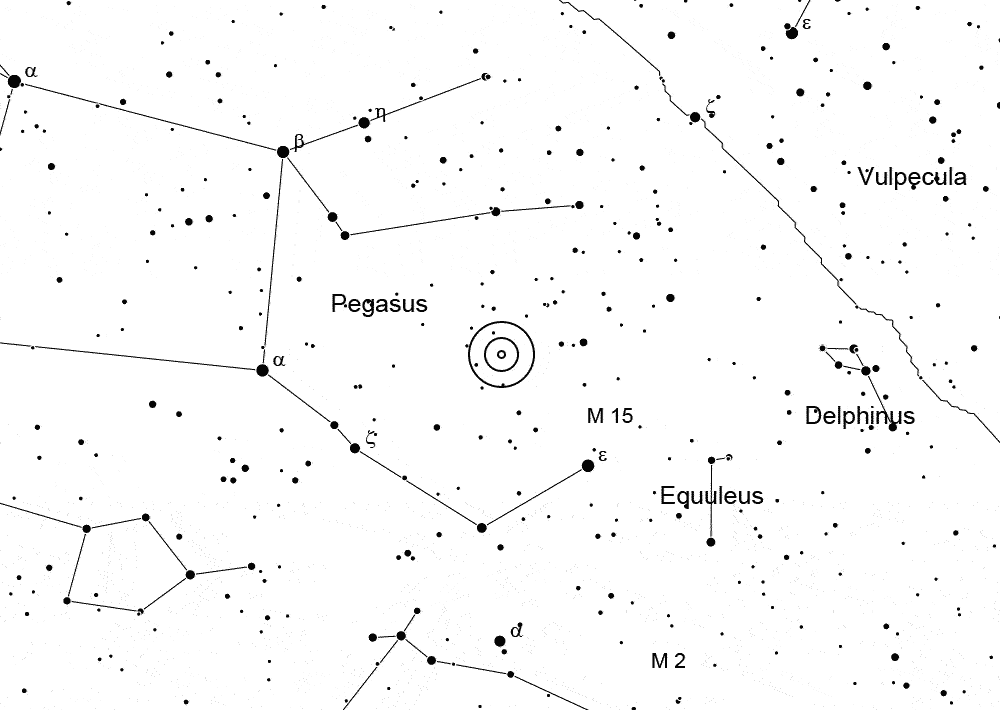 ε
α
ζ
η
β
Vulpecula
Pegasus
α
Delphinus
M 15
ζ
ε
Equuleus
α
M 2